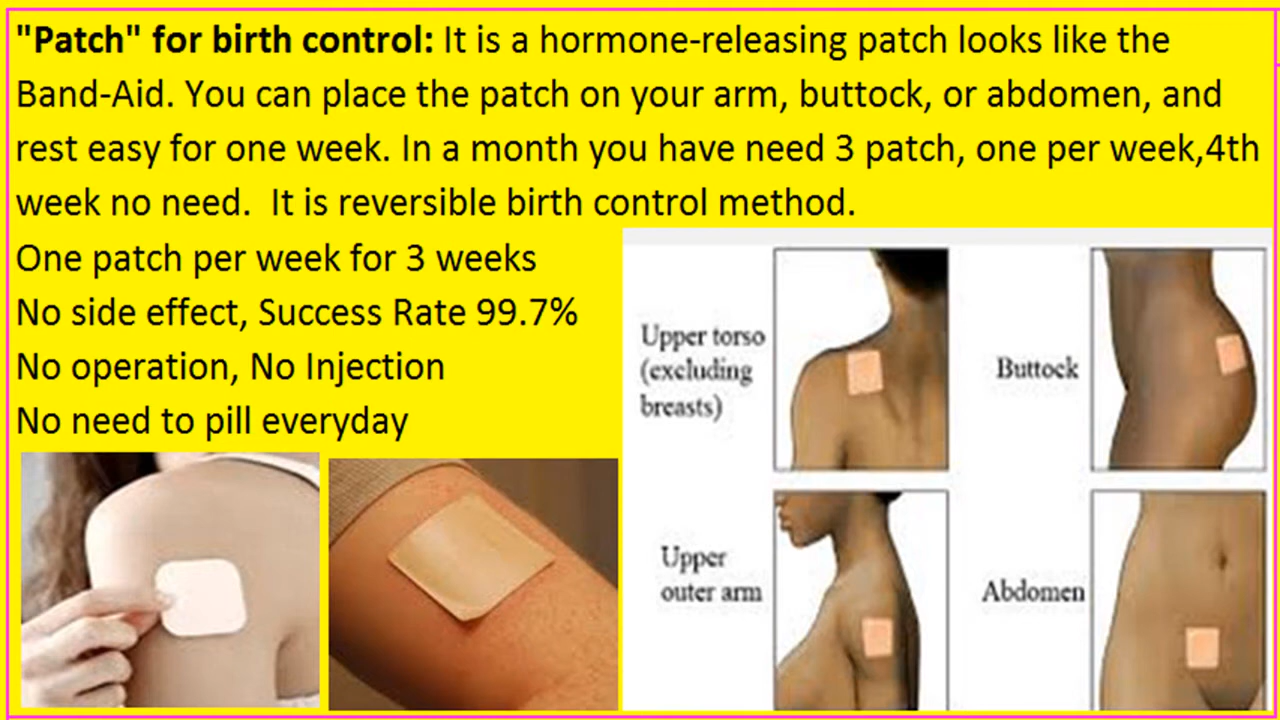 "Patch" for birth control: It is a hormone-releasing patch looks like the
Band-Aid. You can place the patch on your arm, buttock, or abdomen, and
rest easy for one week. In a month you have need 3 patch, one per week,4th
week no need.  It is reversible birth control method.
One patch per week for 3 weeks
No side effect, Success Rate 99.7%
No operation, No Injection
No need to pill everyday
Upper torso
(excluding
breasts)
Buttock
Upper
outer arm
Abdomen